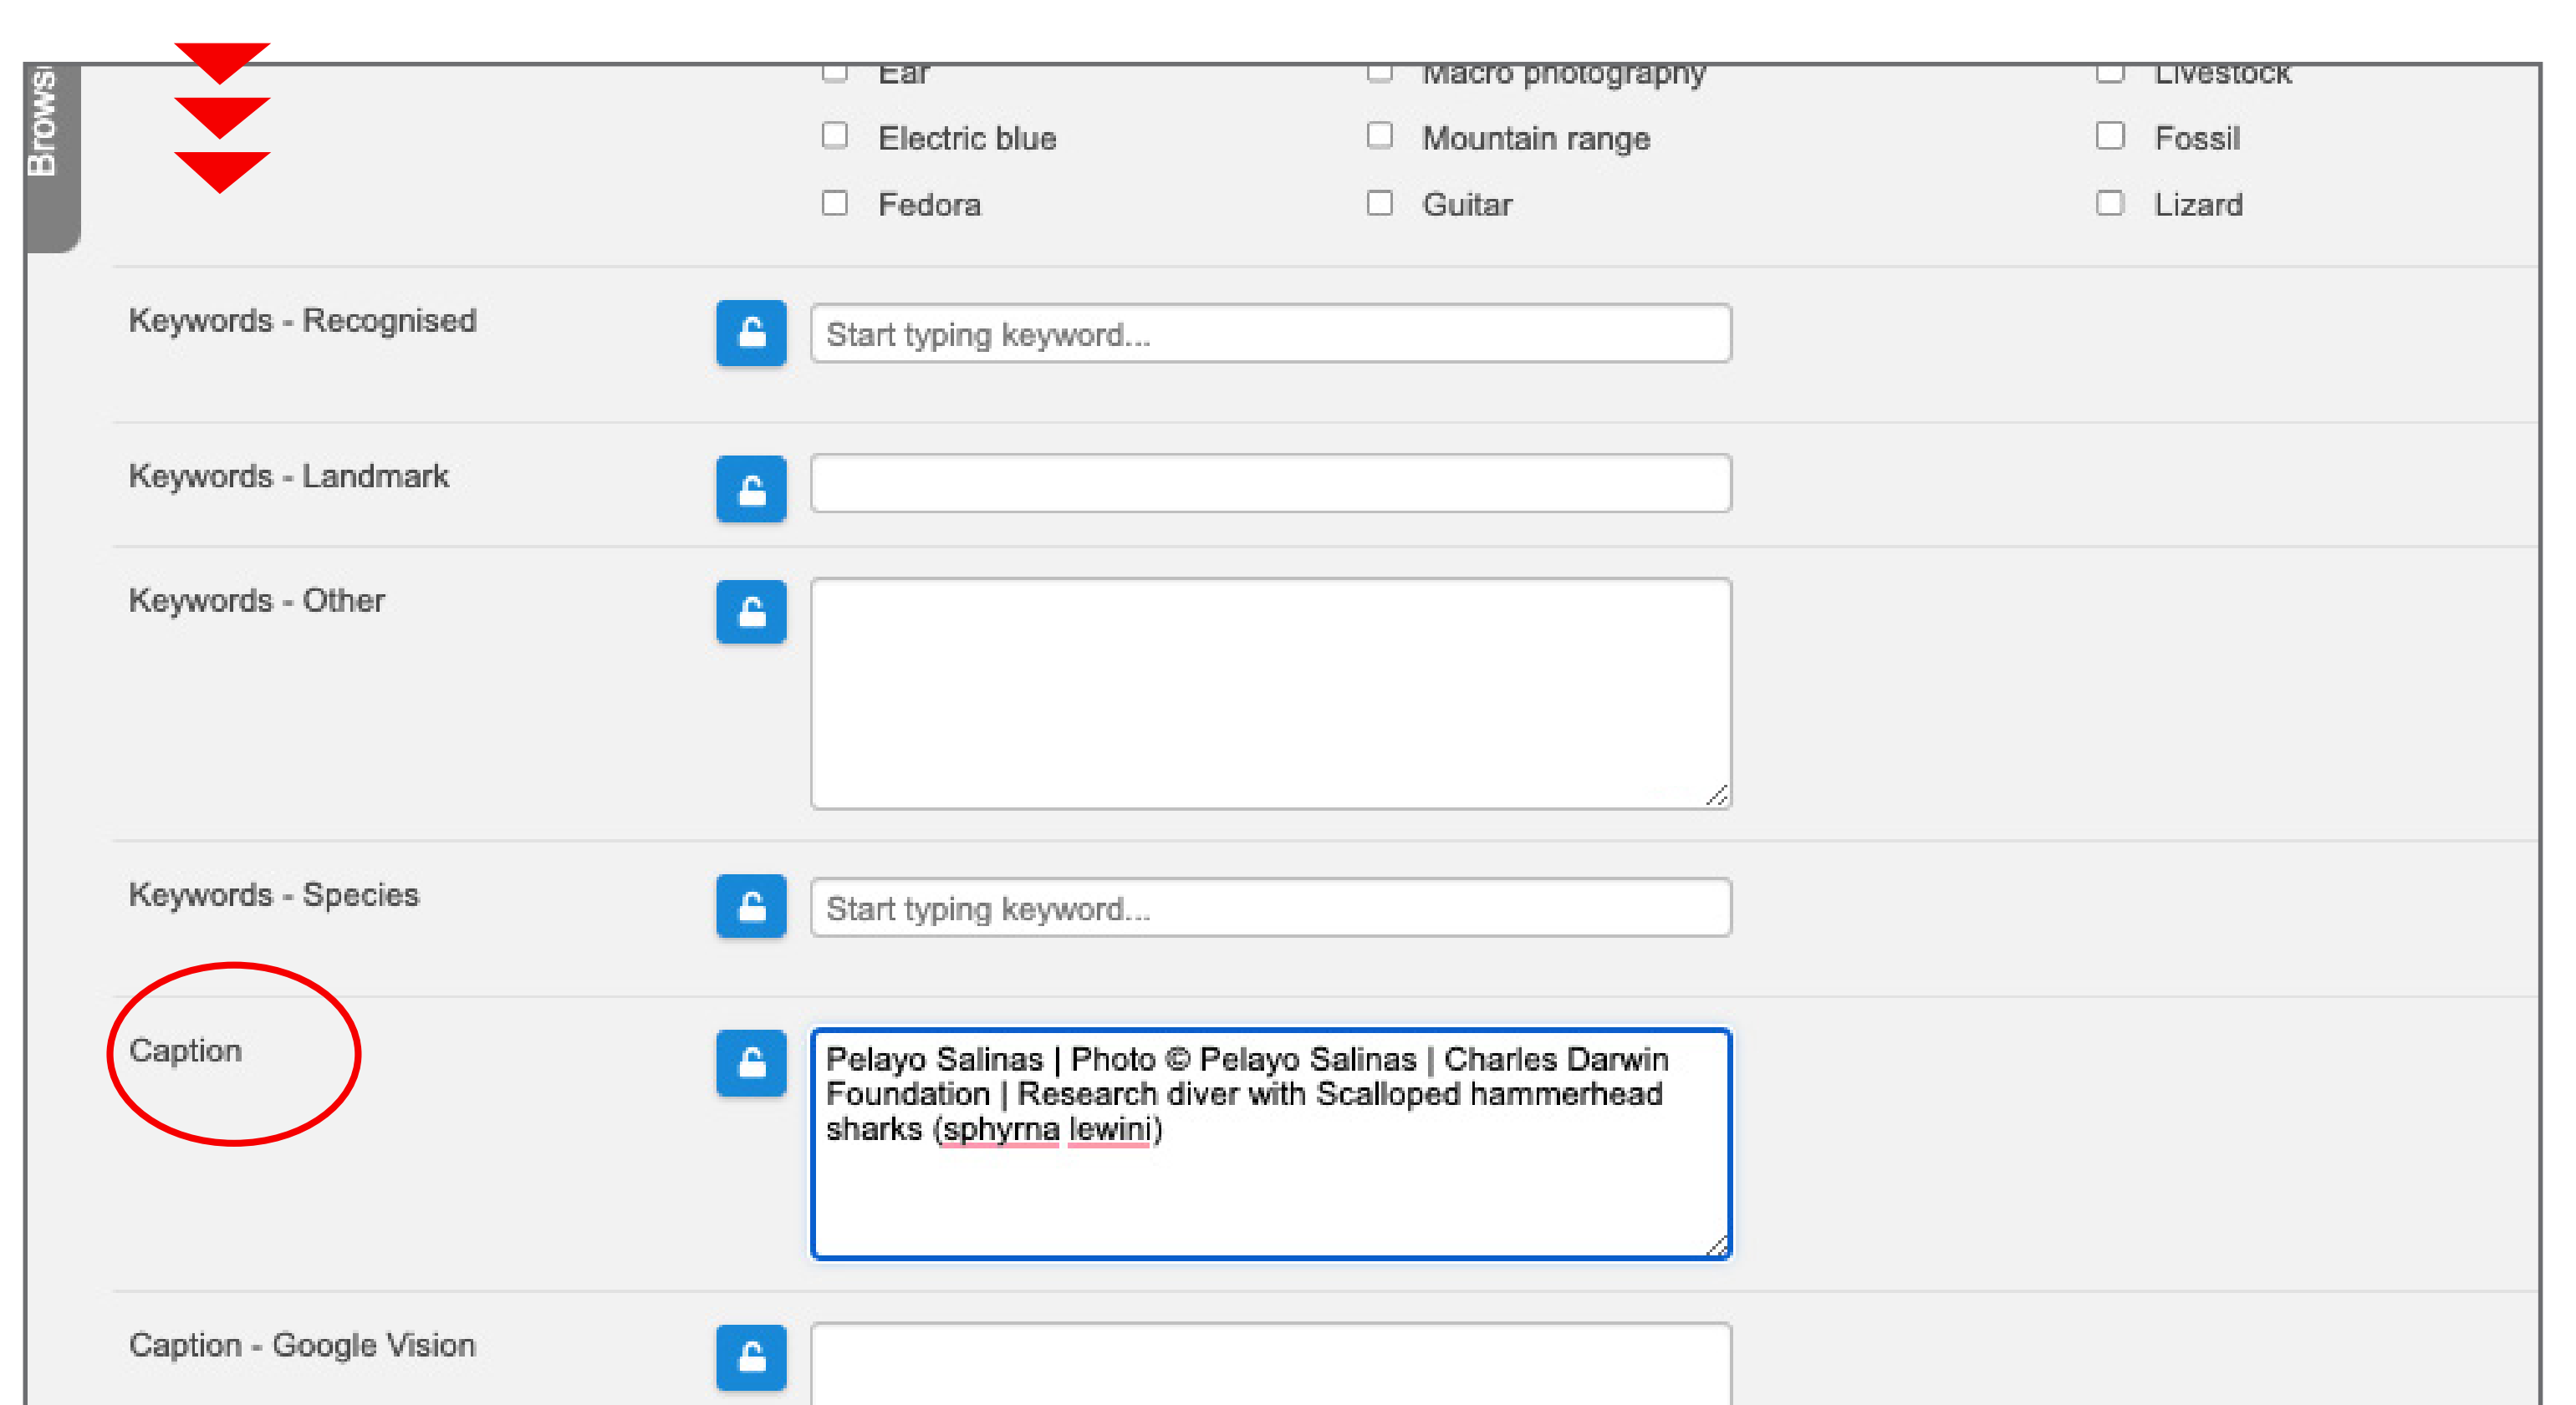 Brows
Ear Macro photography Livestock
Electric blue Mountain range Fossil
Fedora Guitar Lizard
Keywords - Recognised Start typing keyword...
Keywords - Landmark
Keywords - Other
Keywords - Species Start typing keyword...
Caption Pelayo Salinas | Photo © Pelayo Salinas | Charles Darwin
Foundation | Research diver with Scalloped hammerhead
sharks (sphyrna lewini)
Caption - Google Vision